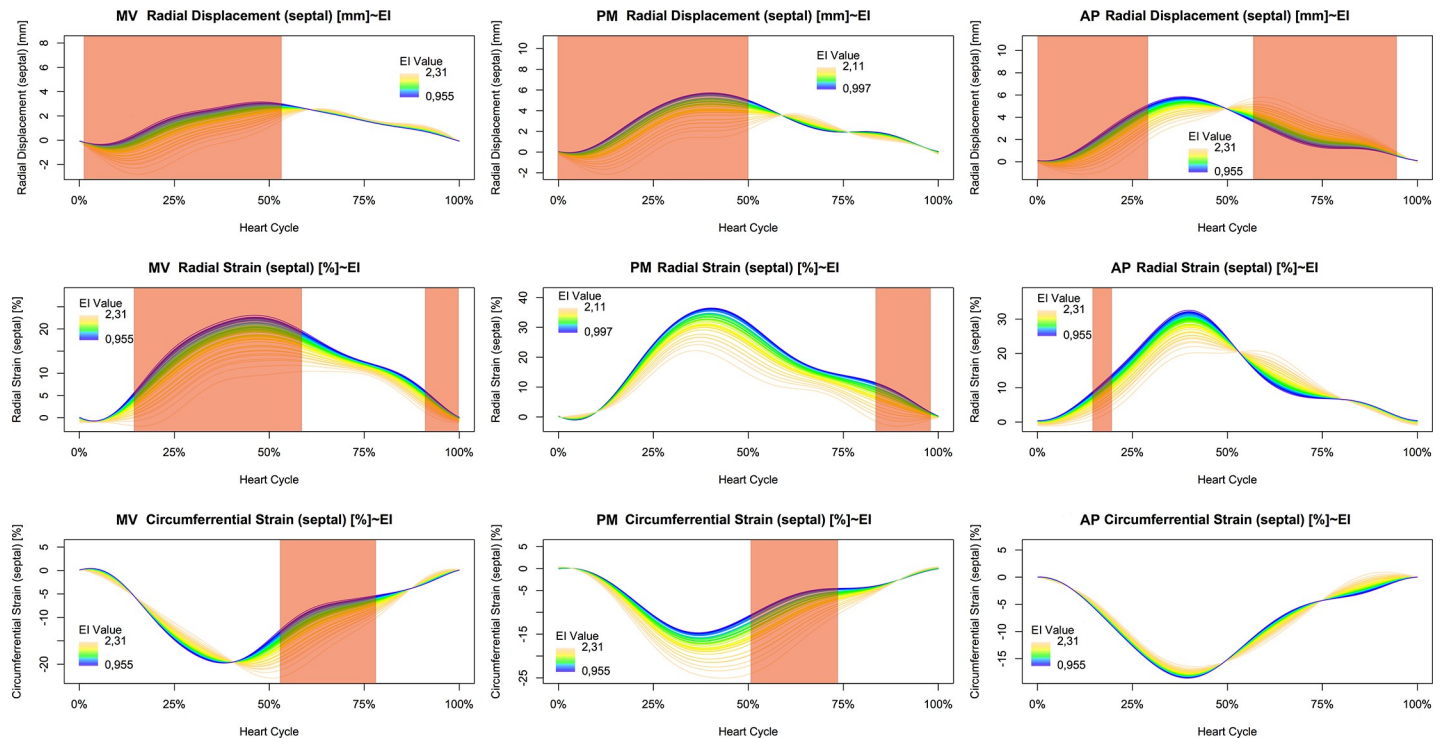 MV Radial Displacement (septal) [mm]~EI
Radial Displacement (septal) [mm]
8
6
4
2
0
-2
EI Value
2,31
0,955
0% 25% 50% 75% 100%
Heart Cycle
PM Radial Displacement (septal) [mm]~EI
Radial Displacement (septal) [mm]
10
8
6
4
2
0
-2
EI Value
2,11
0,997
0% 25% 50% 75% 100%
Heart Cycle
AP Radial Displacement (septal) [mm]~EI
Radial Displacement (septal) [mm]
10
8
6
4
2
0
EI Value
2,31
0,955
0% 25% 50% 75% 100%
Heart Cycle
MV Radial Strain (septal) [%]~EI
Radial Strain (septal) [%]
20
10
5
0
EI Value
2,31
0,955
0% 25% 50% 75% 100%
Heart Cycle
PM Radial Strain (septal) [%]~EI
Radial Strain (septal) [%]
40
30
20
10
0
EI Value
2,11
0,997
0% 25% 50% 75% 100%
Heart Cycle
AP Radial Strain (septal) [%]~EI
Radial Strain (septal) [%]
30
20
10
0
EI Value
2,31
0,955
0% 25% 50% 75% 100%
Heart Cycle
MV Circumferrential Strain (septal) [%]~EI
Circumferrential Strain (septal) [%]
5
0
-5
-10
-20
EI Value
2,31
0,955
0% 25% 50% 75% 100%
Heart Cycle
PM Circumferrential Strain (septal) [%]~EI
Circumferrential Strain (septal) [%]
5
0
-5
-15
-25
EI Value
2,31
0,955
0% 25% 50% 75% 100%
Heart Cycle
AP Circumferrential Strain (septal) [%]~EI
Circumferrential Strain (septal) [%]
5
0
-5
-10
-15
EI Value
2,31
0,955
0% 25% 50% 75% 100%
Heart Cycle